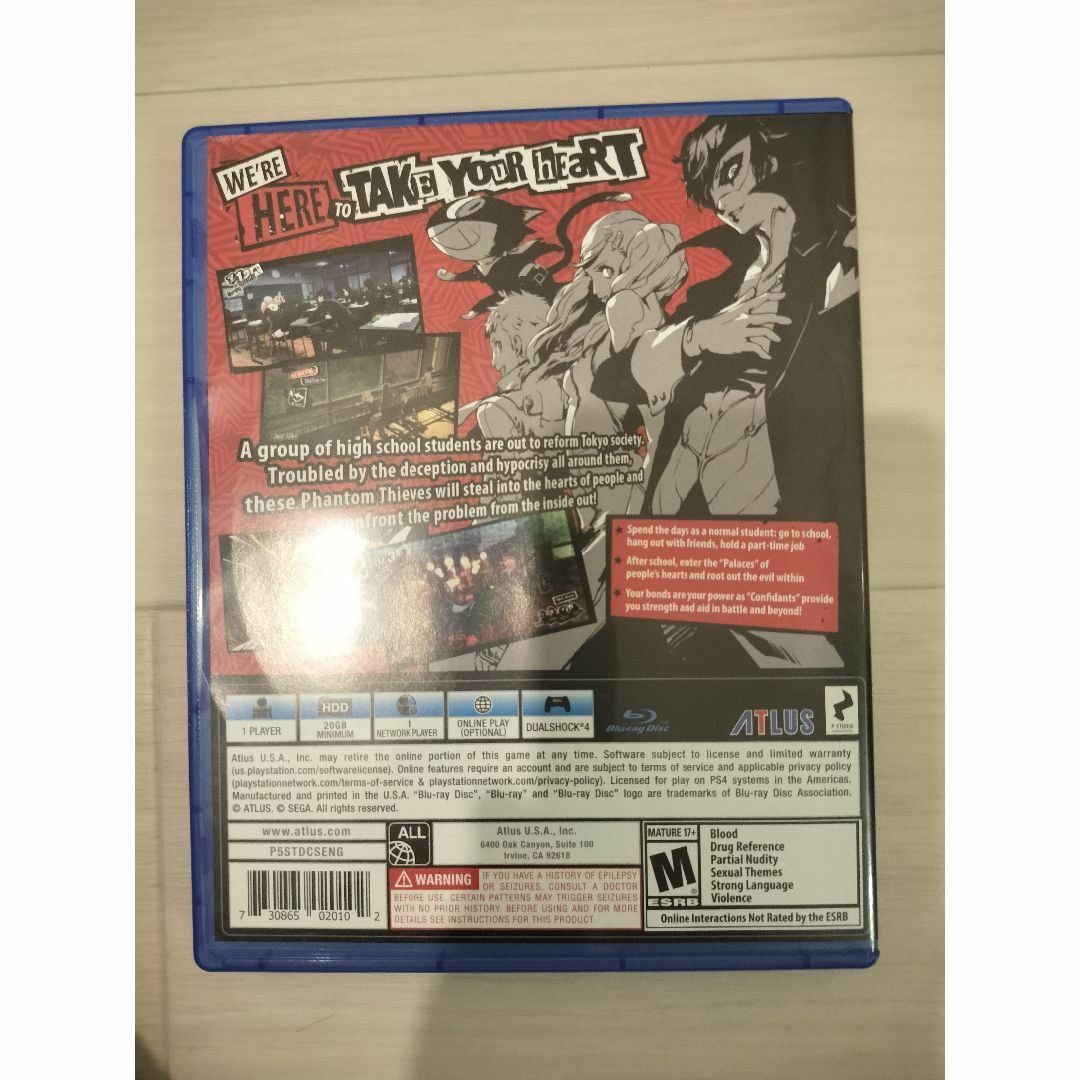 WE'RE
HERE TO TAKE YOUR HEART
A group of high school students are out to reform Tokyo society.
Troubled by the deception and hypocrisy all around them,
these Phantom Thieves will steal into the hearts of people and
confront the problem from the inside out!
★ Spend the days as a normal student: go to school,
hang out with friends, hold a part-time job
★ After school, enter the "Palaces" of
people's hearts and root out the evil within
★ Your bonds are your power as "Confidants" provide
you strength and aid in battle and beyond!
1 PLAYER
HDD
20GB
MINIMUM
1
NETWORK PLAYER
ONLINE PLAY
(OPTIONAL)
DUALSHOCK®4
Blu-ray Disc
ATLUS
P-STUDIO
Atlus U.S.A., Inc. may retire the online portion of this game at any time. Software subject to license and limited warranty
(us.playstation.com/softwarelicense). Online features require an account and are subject to terms of service and applicable privacy policy
(playstationnetwork.com/terms-of-service & playstationnetwork.com/privacy-policy). Licensed for play on PS4 systems in the Americas.
Manufactured and printed in the U.S.A. "Blu-ray Disc", "Blu-ray" and "Blu-ray Disc" logo are trademarks of Blu-ray Disc Association.
© ATLUS. © SEGA. All rights reserved.
www.atlus.com
P5STDCSENG
7 30865 02010 2
ALL
Atlus U.S.A., Inc.
6400 Oak Canyon, Suite 100
Irvine, CA 92618
WARNING IF YOU HAVE A HISTORY OF EPILEPSY
OR SEIZURES, CONSULT A DOCTOR
BEFORE USE. CERTAIN PATTERNS MAY TRIGGER SEIZURES
WITH NO PRIOR HISTORY. BEFORE USING AND FOR MORE
DETAILS SEE INSTRUCTIONS FOR THIS PRODUCT.
MATURE 17+
M
®
ESRB
Blood
Drug Reference
Partial Nudity
Sexual Themes
Strong Language
Violence
Online Interactions Not Rated by the ESRB